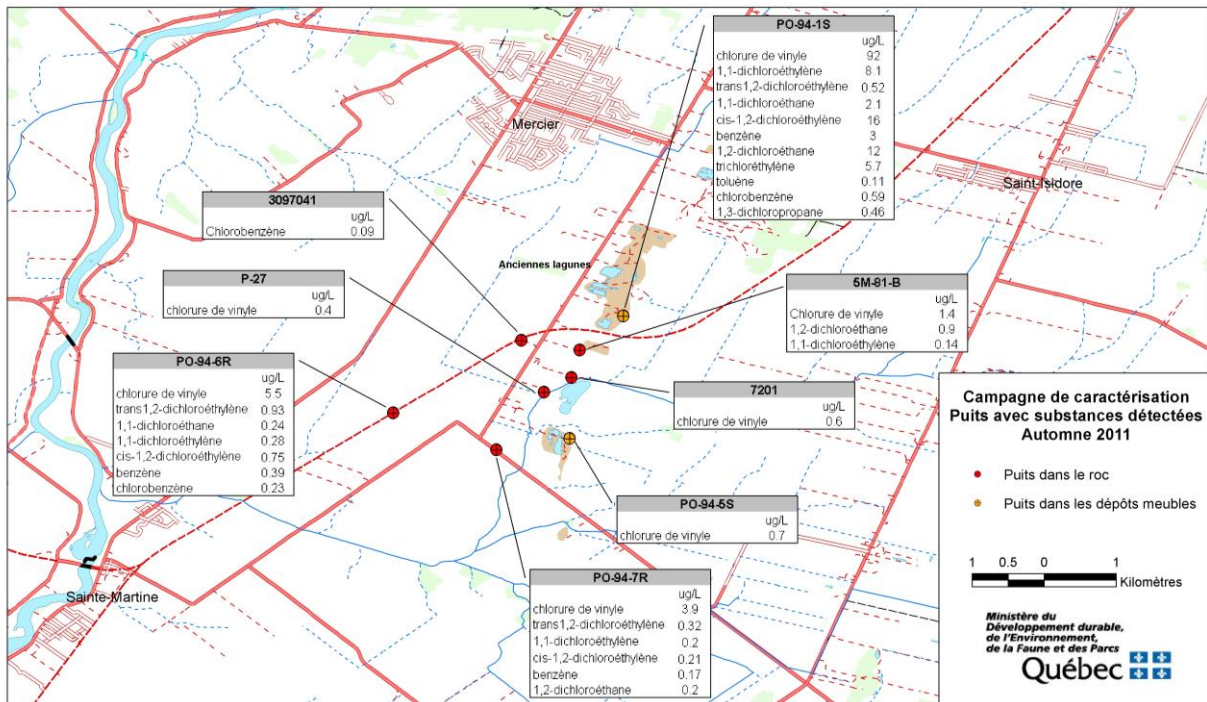 PO-94-1S
ug/L
chlorure de vinyle 92
1,1-dichloroéthylène 8.1
trans1,2-dichloroéthylène 0.52
1,1-dichloroéthane 2.1
cis-1,2-dichloroéthylène 16
benzène 3
1,2-dichloroéthane 12
trichloréthylène 5.7
toluène 0.11
chlorobenzène 0.59
1,3-dichloropropane 0.46
Mercier
Saint-Isidore
3097041
ug/L
Chlorobenzène 0.09
Anciennes lagunes
P-27
ug/L
chlorure de vinyle 0.4
5M-81-B
ug/L
Chlorure de vinyle 1.4
1,2-dichloroéthane 0.9
1,1-dichloroéthylène 0.14
PO-94-6R
ug/L
chlorure de vinyle 5.5
trans1,2-dichloroéthylène 0.93
1,1-dichloroéthane 0.24
1,1-dichloroéthylène 0.28
cis-1,2-dichloroéthylène 0.75
benzène 0.39
chlorobenzène 0.23
7201
ug/L
chlorure de vinyle 0.6
PO-94-5S
ug/L
chlorure de vinyle 0.7
PO-94-7R
ug/L
chlorure de vinyle 3.9
trans1,2-dichloroéthylène 0.32
1,1-dichloroéthylène 0.2
cis-1,2-dichloroéthylène 0.21
benzène 0.17
1,2-dichloroéthane 0.2
Sainte-Martine
Campagne de caractérisation
Puits avec substances détectées
Automne 2011
Puits dans le roc
Puits dans les dépôts meubles
1 0.5 0 1
Kilomètres
Ministère du
Développement durable,
de l'Environnement,
de la Faune et des Parcs
Québec